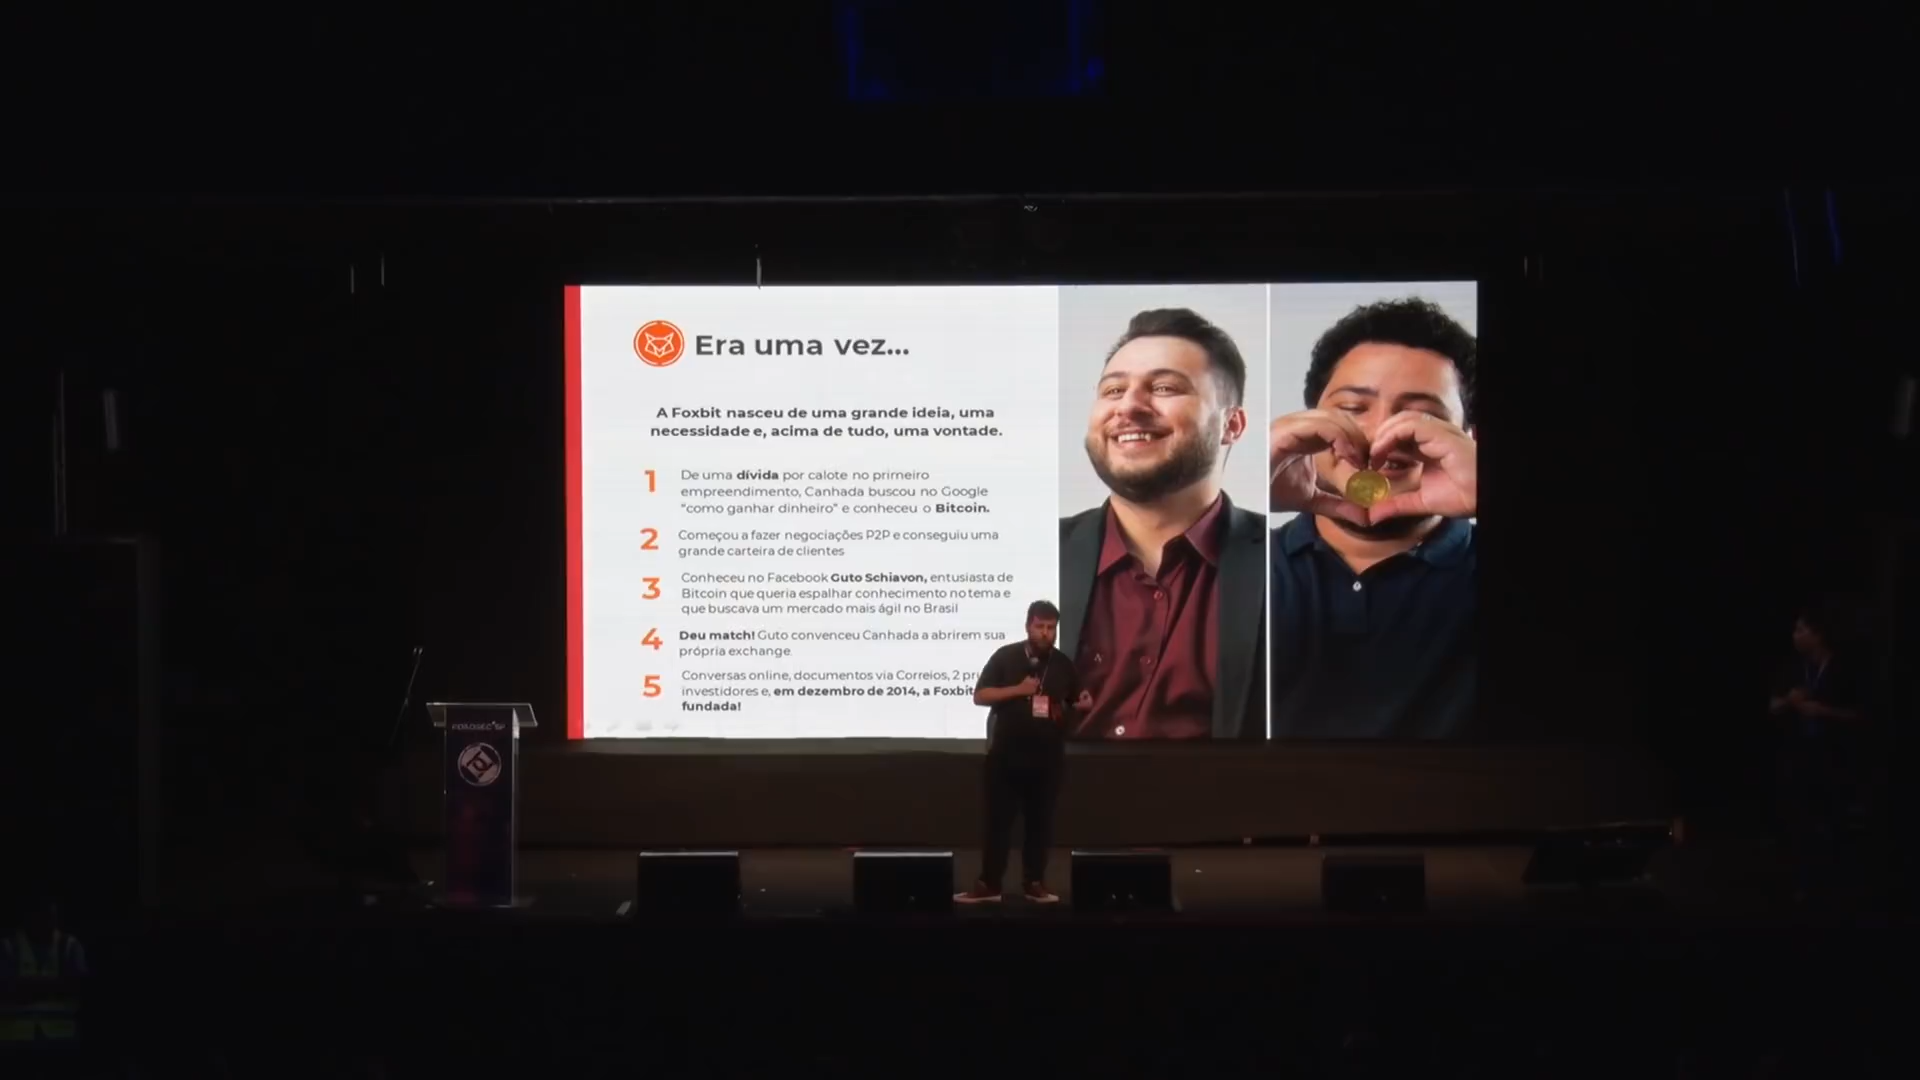 Era uma vez...
A Foxbit nasceu de uma grande ideia, uma
necessidade e, acima de tudo, uma vontade.
1 De uma dívida por calote no primeiro
empreendimento, Canhada buscou no Google
"como ganhar dinheiro" e conheceu o Bitcoin.
2 Começou a fazer negociações P2P e conseguiu uma
grande carteira de clientes
3 Conheceu no Facebook Guto Schiavon, entusiasta de
Bitcoin que queria espalhar conhecimento no tema e
que buscava um mercado mais ágil no Brasil
4 Deu match! Guto convenceu Canhada a abrirem sua
própria exchange.
5 Conversas online, documentos via Correios, 2
investidores e, em dezembro de 2014, a Foxbit
fundada!